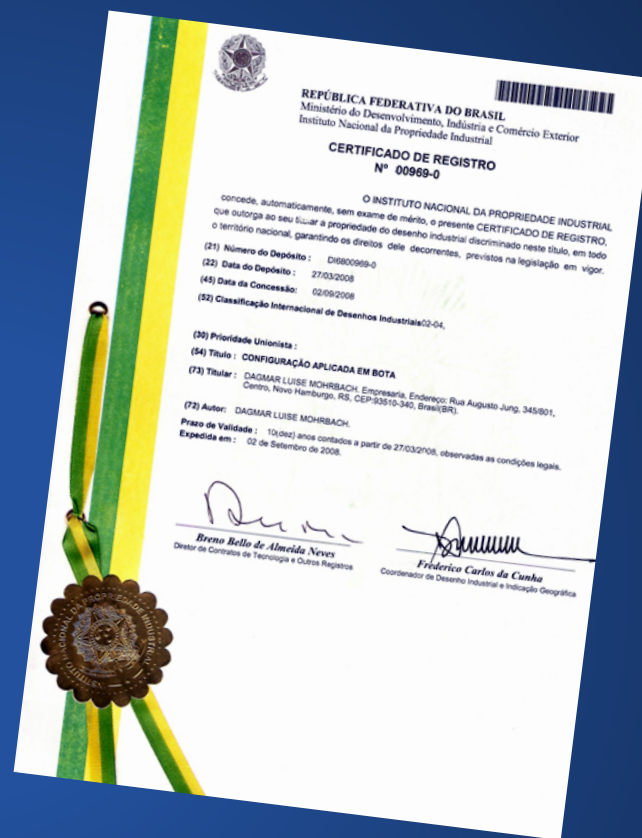 REPÚBLICA FEDERATIVA DO BRASIL
Ministério do Desenvolvimento, Indústria e Comércio Exterior
Instituto Nacional da Propriedade Industrial
CERTIFICADO DE REGISTRO
Nº 00969-0
O INSTITUTO NACIONAL DA PROPRIEDADE INDUSTRIAL
concede, automaticamente, sem exame de mérito, o presente CERTIFICADO DE REGISTRO,
que outorga ao seu titular a propriedade do desenho industrial discriminado neste título, em todo
o território nacional, garantindo os direitos dele decorrentes, previstos na legislação em vigor.
(21) Número do Depósito : DI6800969-0
(22) Data do Depósito : 27/03/2008
(45) Data da Concessão: 02/09/2008
(52) Classificação Internacional de Desenhos Industriais02-04.
(30) Prioridade Unionista :
(54) Título : CONFIGURAÇÃO APLICADA EM BOTA
(73) Titular : DAGMAR LUISE MOHRBACH. Empresaria, Endereço: Rua Augusto Jung, 345/801,
Centro, Novo Hamburgo, RS, CEP:93510-340, Brasil(BR).
(72) Autor: DAGMAR LUISE MOHRBACH.
Prazo de Validade : 10(dez) anos contados a partir de 27/03/2008, observadas as condições legais.
Expedida em : 02 de Setembro de 2008.
Breno Bello de Almeida Neves
Diretor de Contratos de Tecnologia e Outros Registros
Frederico Carlos da Cunha
Coordenador de Desenho Industrial e Indicação Geográfica
INSTITUTO NACIONAL DA PROPRIEDADE INDUSTRIAL